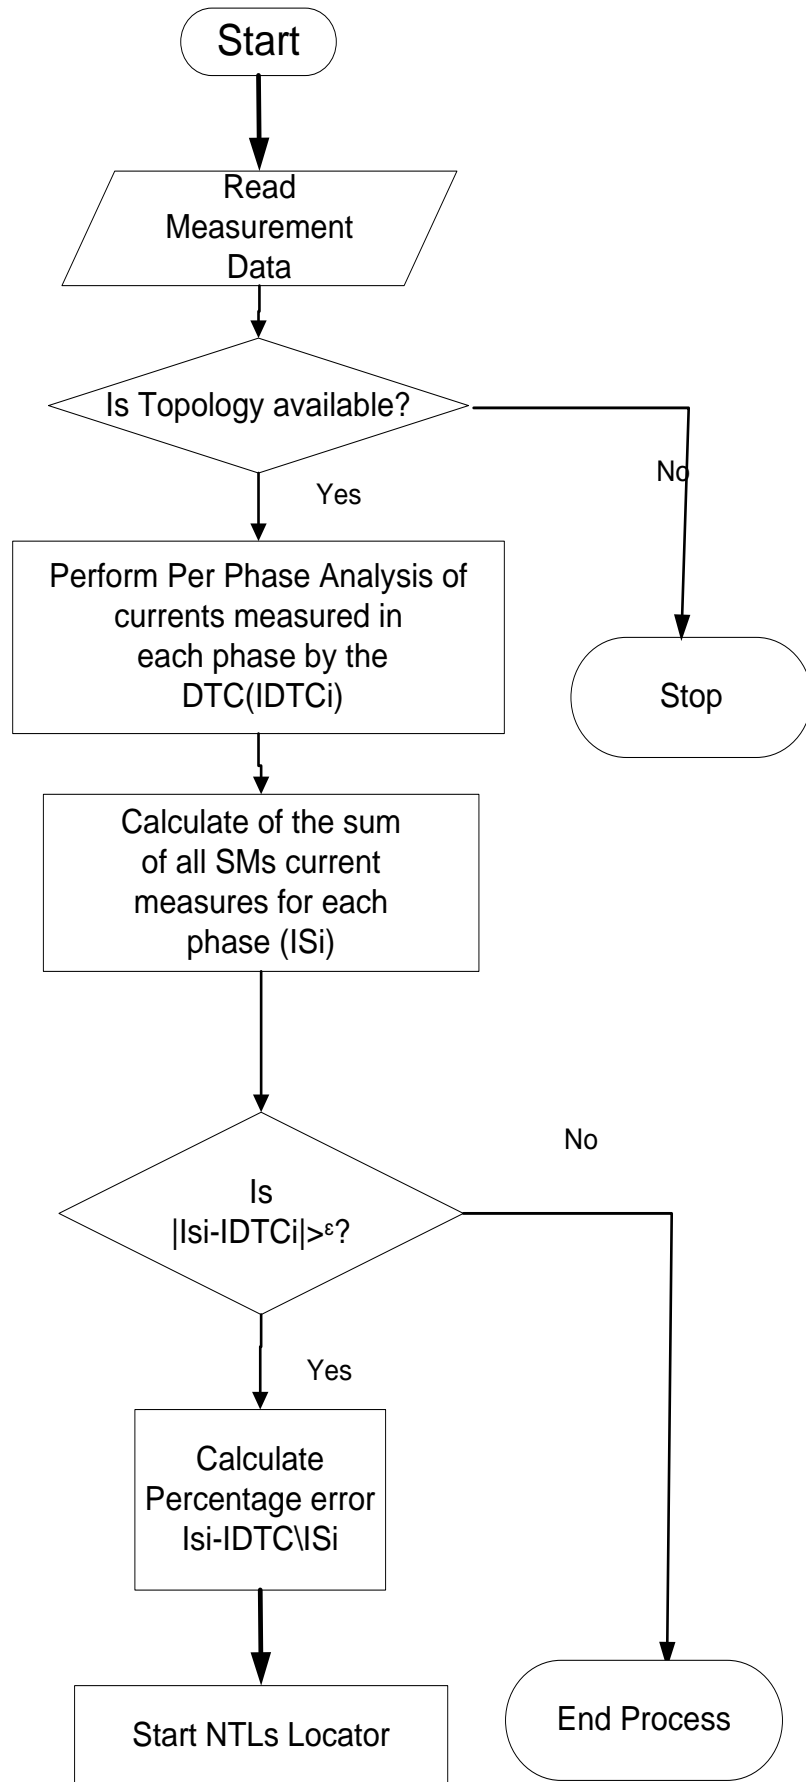 Start
Read
Measurement
Data
Is Topology available?
No
Yes
Perform Per Phase Analysis of
currents measured in
each phase by the
DTC(IDTCi)
Stop
Calculate of the sum
of all SMs current
measures for each
phase (ISi)
No
Is
|Isi-IDTCi|>ε?
Yes
Calculate
Percentage error
Isi-IDTC\ISi
Start NTLs Locator
End Process